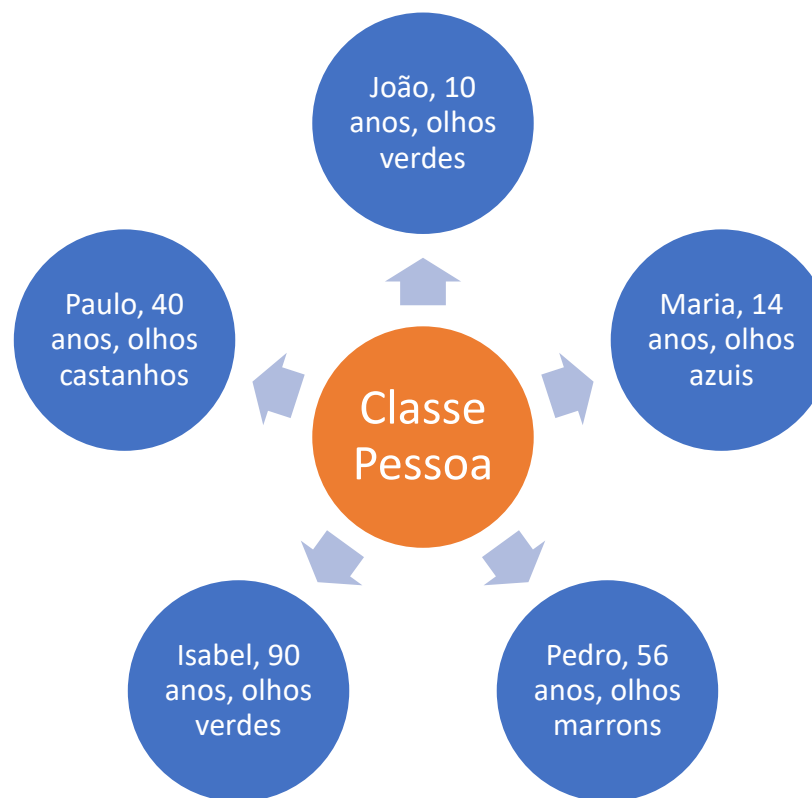 João, 10
anos, olhos
verdes
Paulo, 40
anos, olhos
castanhos
Maria, 14
anos, olhos
azuis
Classe
Pessoa
Isabel, 90
anos, olhos
verdes
Pedro, 56
anos, olhos
marrons